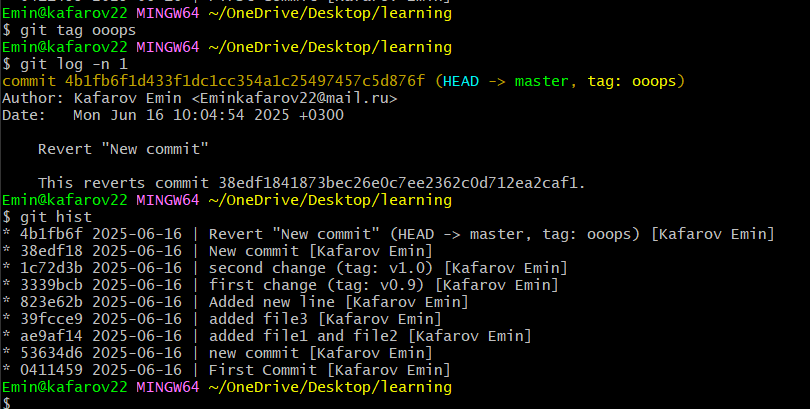 Emin@kafarov22 MINGW64 ~/OneDrive/Desktop/learning
$ git tag ooops
Emin@kafarov22 MINGW64 ~/OneDrive/Desktop/learning
$ git log -n 1
commit 4b1fb6f1d433f1dc1cc354a1c25497457c5d876f (HEAD -> master, tag: ooops)
Author: Kafarov Emin <Eminkafarov22@mail.ru>
Date:   Mon Jun 16 10:04:54 2025 +0300
    Revert "New commit"
    This reverts commit 38edf1841873bec26e0c7ee2362c0d712ea2caf1.
Emin@kafarov22 MINGW64 ~/OneDrive/Desktop/learning
$ git hist
* 4b1fb6f 2025-06-16 | Revert "New commit" (HEAD -> master, tag: ooops) [Kafarov Emin]
* 38edf18 2025-06-16 | New commit [Kafarov Emin]
* 1c72d3b 2025-06-16 | second change (tag: v1.0) [Kafarov Emin]
* 3339bcb 2025-06-16 | first change (tag: v0.9) [Kafarov Emin]
* 823e62b 2025-06-16 | Added new line [Kafarov Emin]
* 39fcce9 2025-06-16 | added file3 [Kafarov Emin]
* ae9af14 2025-06-16 | added file1 and file2 [Kafarov Emin]
* 53634d6 2025-06-16 | new commit [Kafarov Emin]
* 0411459 2025-06-16 | First Commit [Kafarov Emin]
Emin@kafarov22 MINGW64 ~/OneDrive/Desktop/learning
$